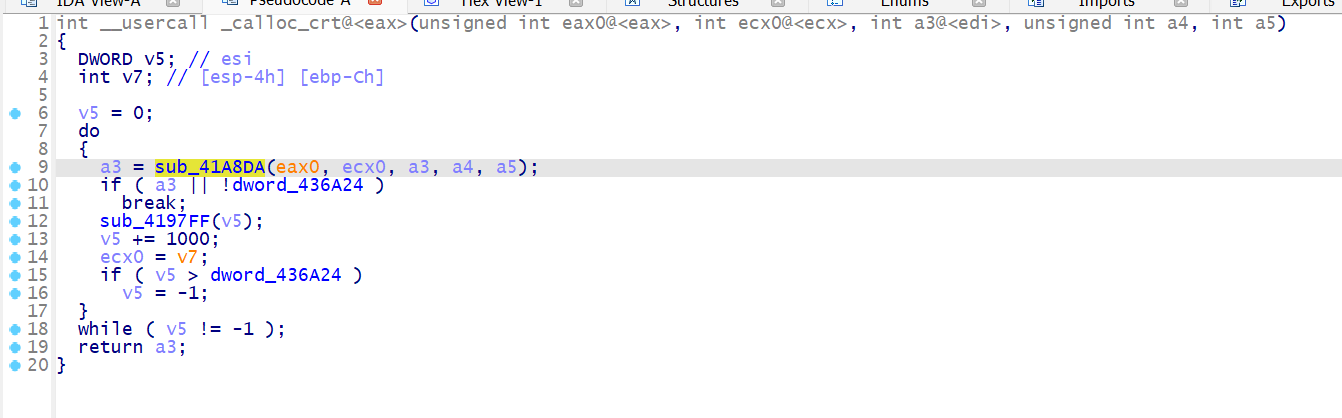 IDA View-A Pseudocode-A Hex View-1 Structures Enums Imports Exports
1 int __usercall _calloc_crt@<eax>(unsigned int eax0@<eax>, int ecx0@<ecx>, int a3@<edi>, unsigned int a4, int a5)
2 {
3 DWORD v5; // esi
4 int v7; // [esp-4h] [ebp-Ch]
5
6 v5 = 0;
7 do
8 {
9 a3 = sub_41A8DA(eax0, ecx0, a3, a4, a5);
10 if ( a3 || !dword_436A24 )
11 break;
12 sub_4197FF(v5);
13 v5 += 1000;
14 ecx0 = v7;
15 if ( v5 > dword_436A24 )
16 v5 = -1;
17 }
18 while ( v5 != -1 );
19 return a3;
20 }